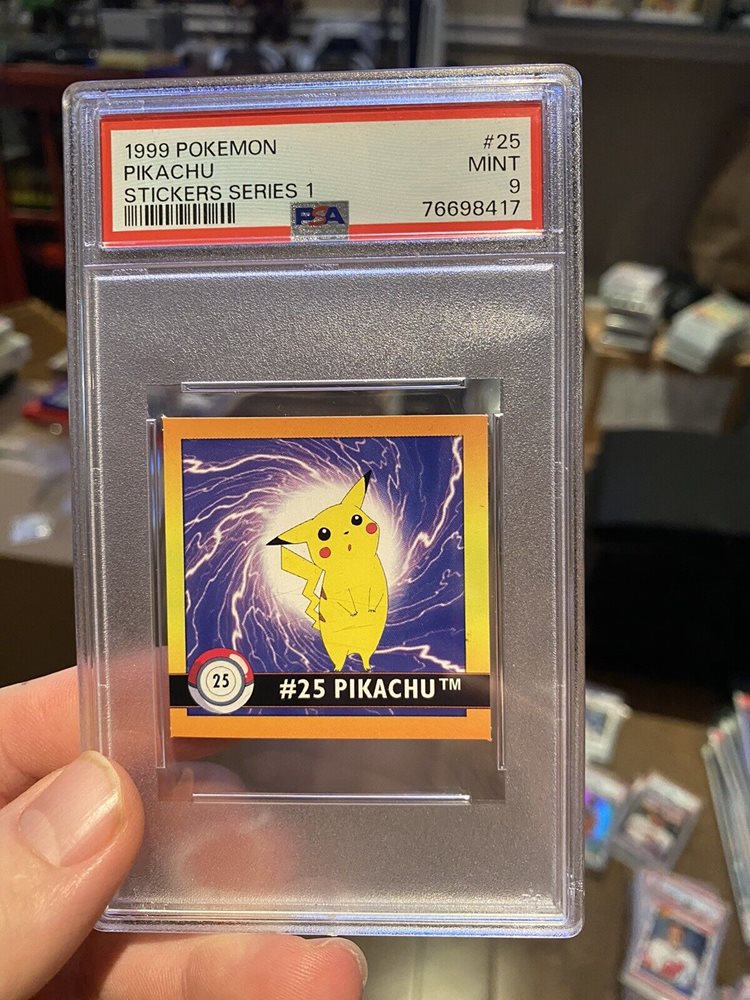 1999 POKEMON #25
PIKACHU MINT
STICKERS SERIES 1 9
PSA 76698417
25
#25 PIKACHU™